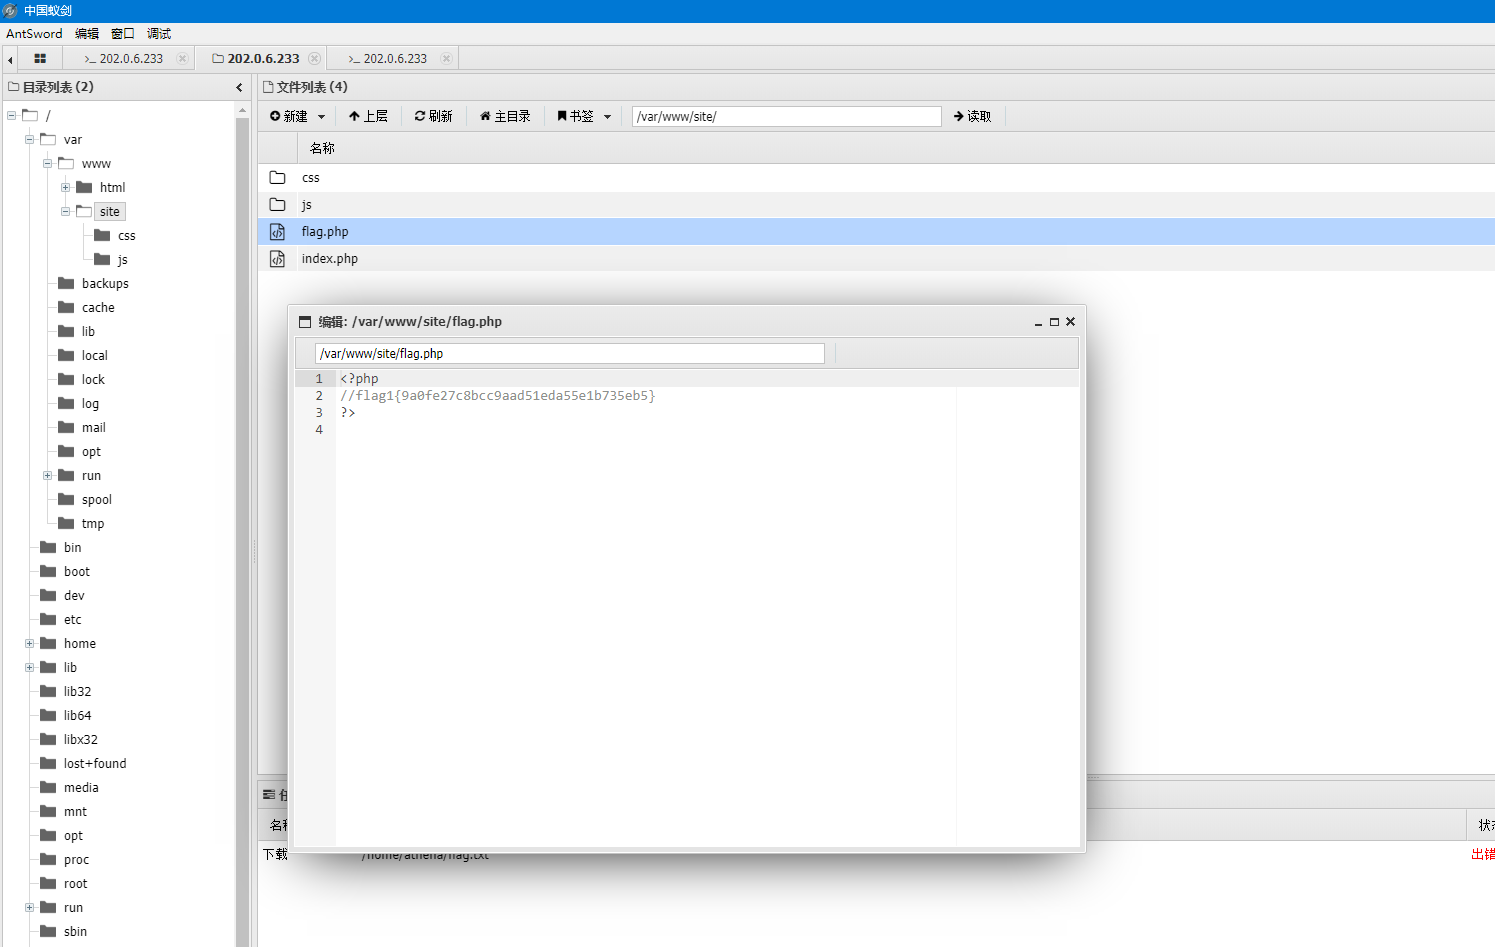 中国蚁剑
AntSword 编辑 窗口 调试
>_ 202.0.6.233
202.0.6.233
>_ 202.0.6.233
目录列表 (2)
/
var
www
html
site
css
js
backups
cache
lib
local
lock
log
mail
opt
run
spool
tmp
bin
boot
dev
etc
home
lib
lib32
lib64
libx32
lost+found
media
mnt
opt
proc
root
run
sbin
文件列表 (4)
新建 上层 刷新 主目录 书签 /var/www/site/ 读取
名称
css
js
flag.php
index.php
编辑: /var/www/site/flag.php
/var/www/site/flag.php
1 <?php
2 //flag1{9a0fe27c8bcc9aad51eda55e1b735eb5}
3 ?>
4
下载 /home/athena/flag.txt 出错